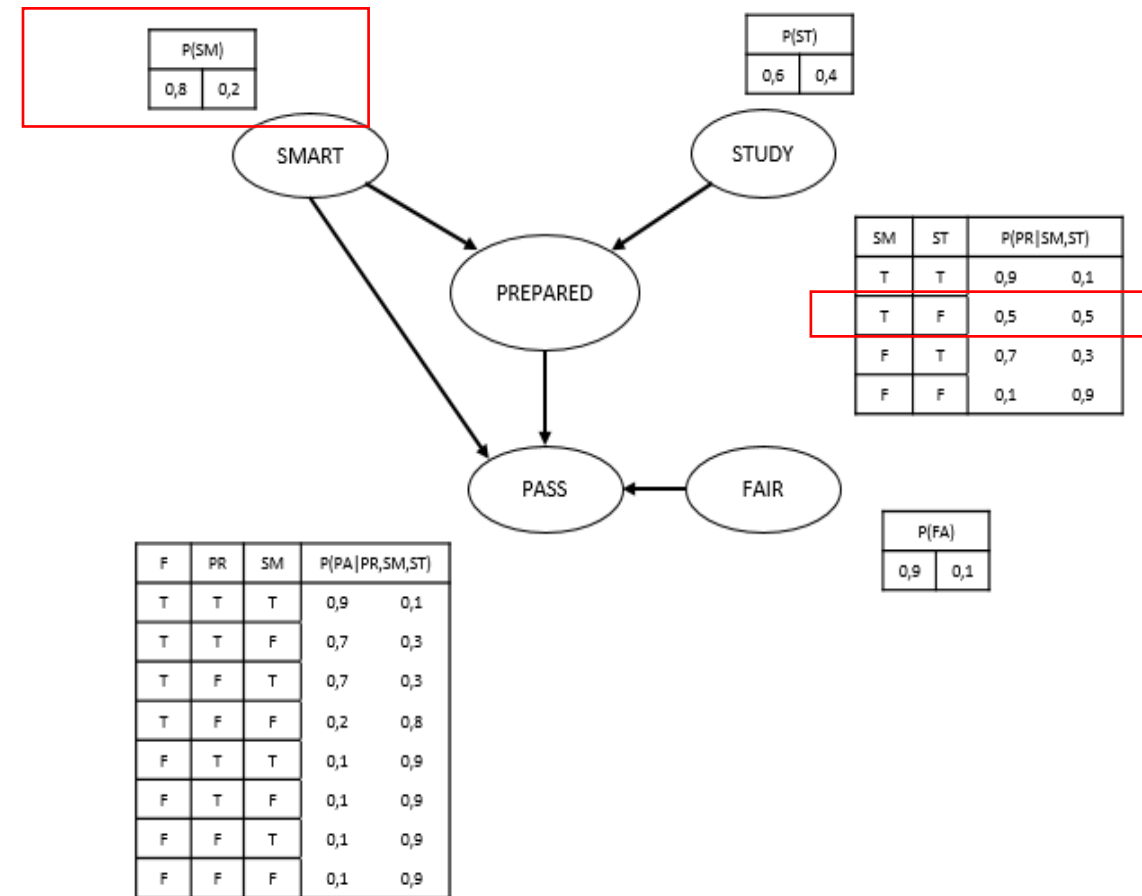 P(SM)
0,8 0,2
P(ST)
0,6 0,4
SMART
STUDY
PREPARED
SM ST P(PR|SM,ST)
T T 0,9 0,1
T F 0,5 0,5
F T 0,7 0,3
F F 0,1 0,9
PASS
FAIR
P(FA)
0,9 0,1
F PR SM P(PA|PR,SM,ST)
T T T 0,9 0,1
T T F 0,7 0,3
T F T 0,7 0,3
T F F 0,2 0,8
F T T 0,1 0,9
F T F 0,1 0,9
F F T 0,1 0,9
F F F 0,1 0,9